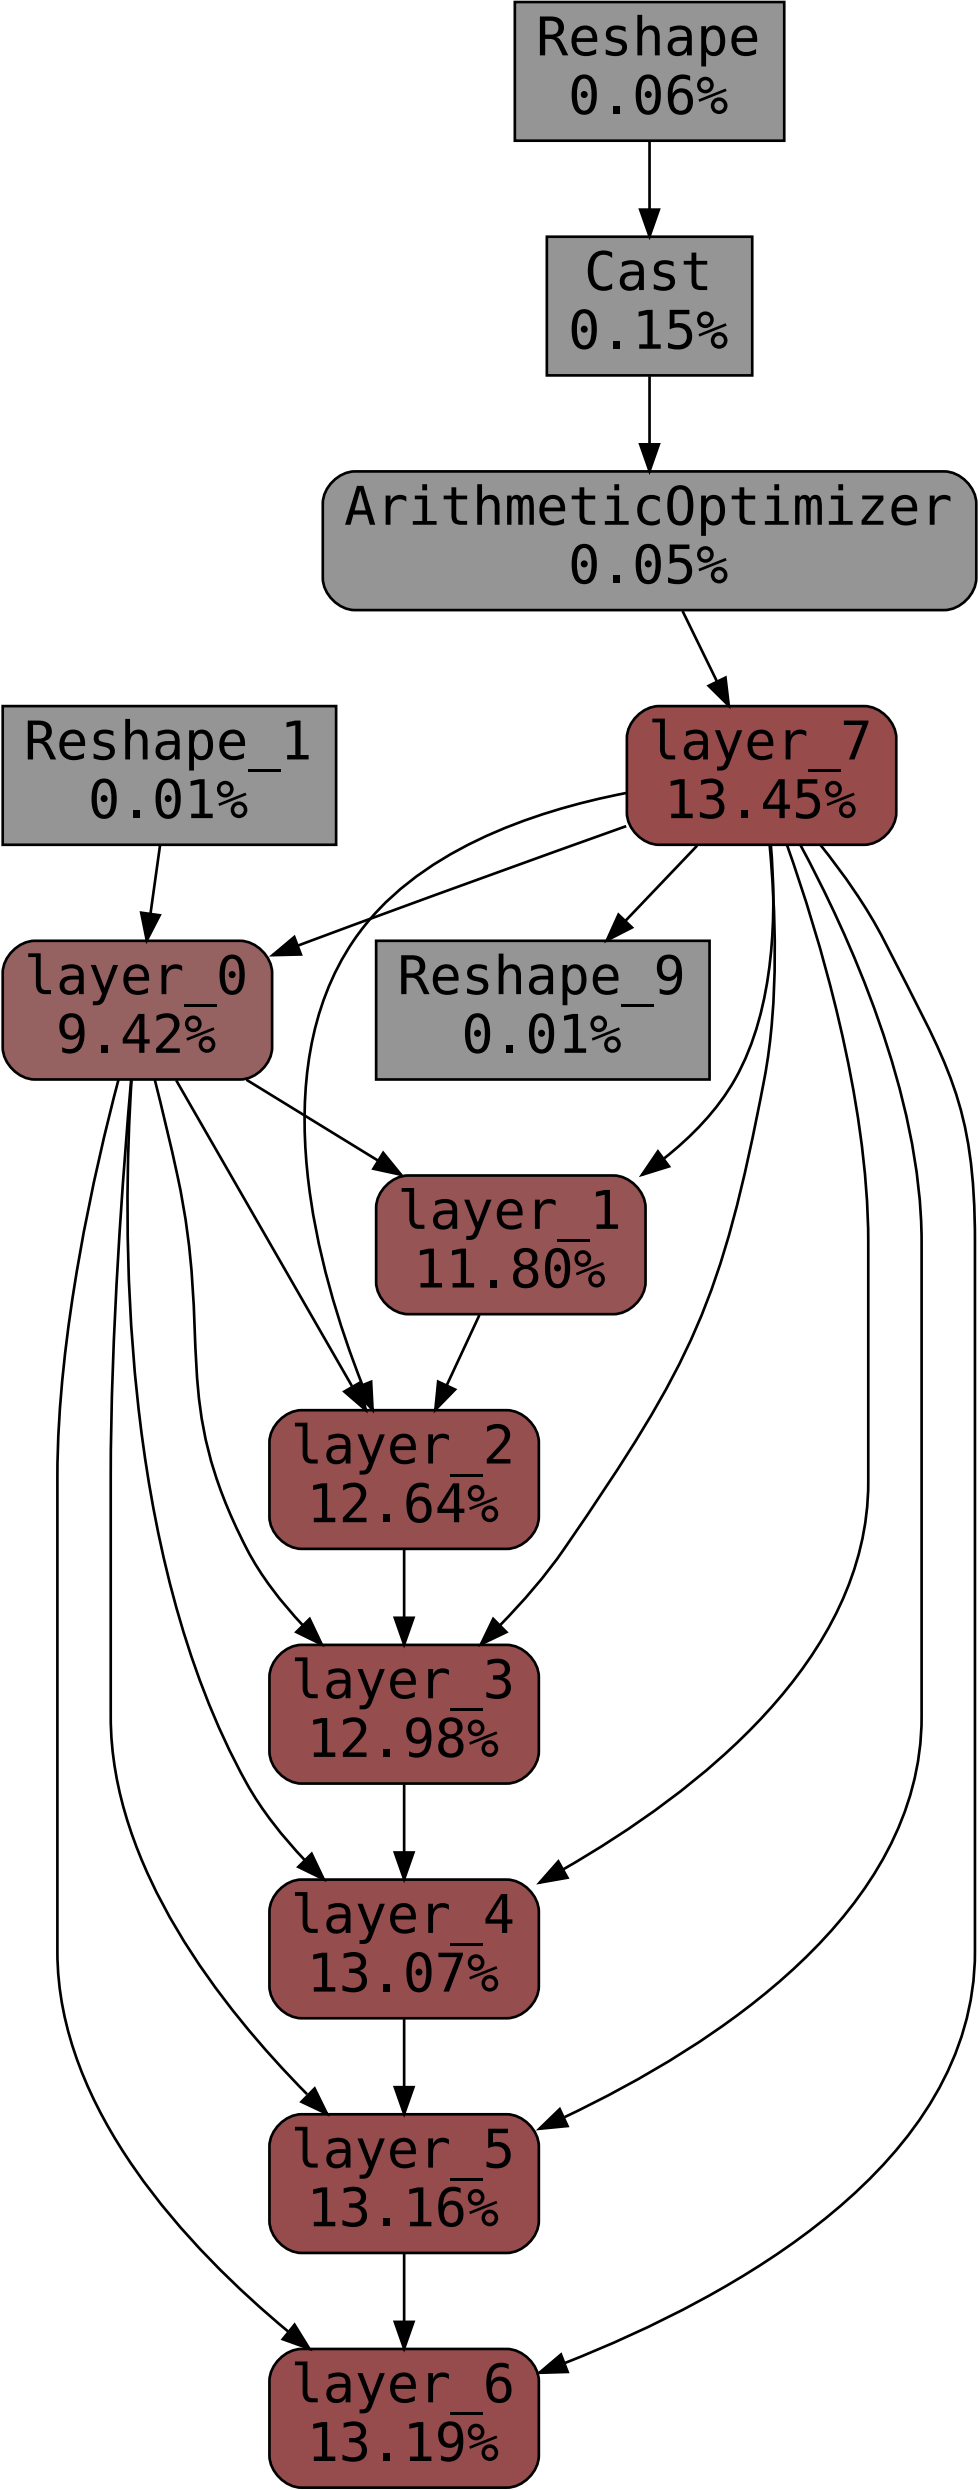 Reshape
0.06%
Cast
0.15%
ArithmeticOptimizer
0.05%
Reshape_1
0.01%
layer_7
13.45%
layer_0
9.42%
Reshape_9
0.01%
layer_1
11.80%
layer_2
12.64%
layer_3
12.98%
layer_4
13.07%
layer_5
13.16%
layer_6
13.19%